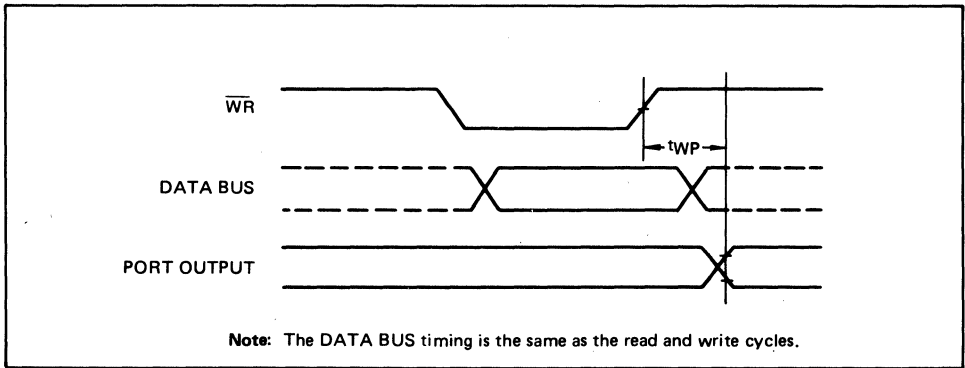 WR
tWP
DATA BUS
PORT OUTPUT
Note: The DATA BUS timing is the same as the read and write cycles.